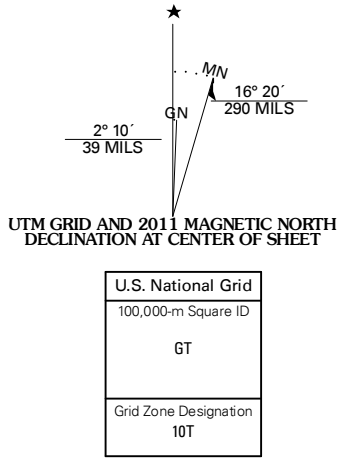 MN
GN
16° 20´
290 MILS
2° 10´
39 MILS
UTM GRID AND 2011 MAGNETIC NORTH
DECLINATION AT CENTER OF SHEET
U.S. National Grid
100,000-m Square ID
GT
Grid Zone Designation
10T